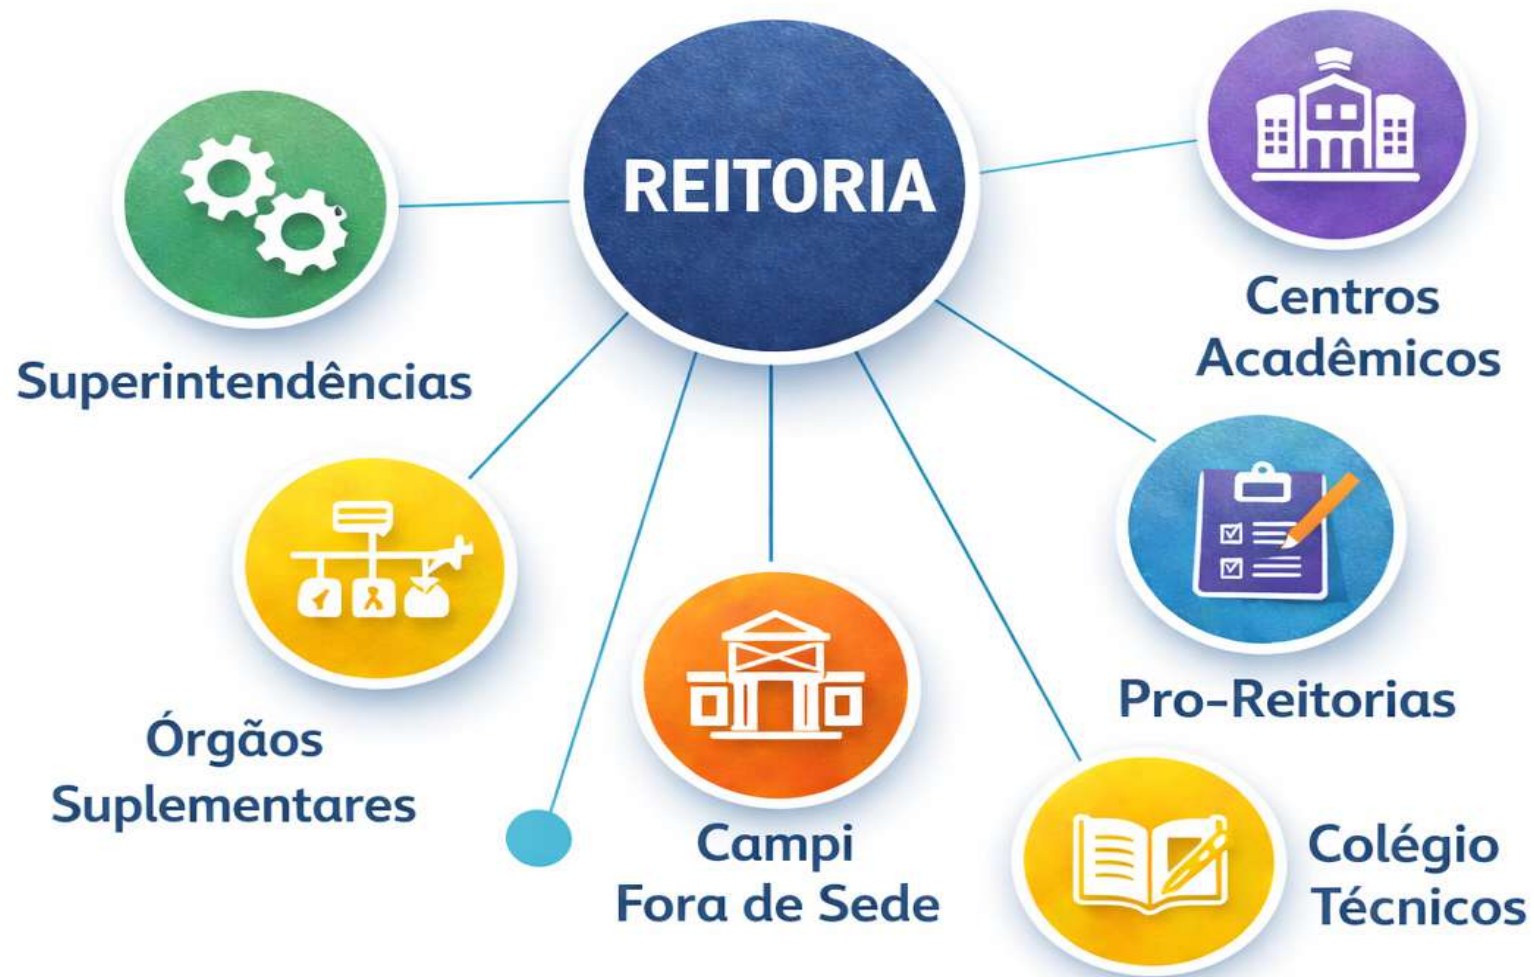 REITORIA
Superintendências
Centros
Acadêmicos
Órgãos
Suplementares
Pro-Reitorias
Campi
Fora de Sede
Colégio
Técnicos